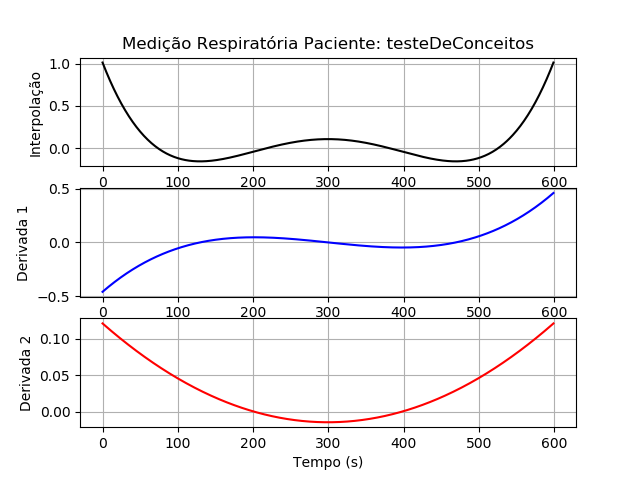 Medição Respiratória Paciente: testeDeConceitos
1.0
0.5
0.0
Interpolação
0 100 200 300 400 500 600
0.5
0.0
−0.5
Derivada 1
0 100 200 300 400 500 600
0.10
0.05
0.00
Derivada 2
0 100 200 300 400 500 600
Tempo (s)